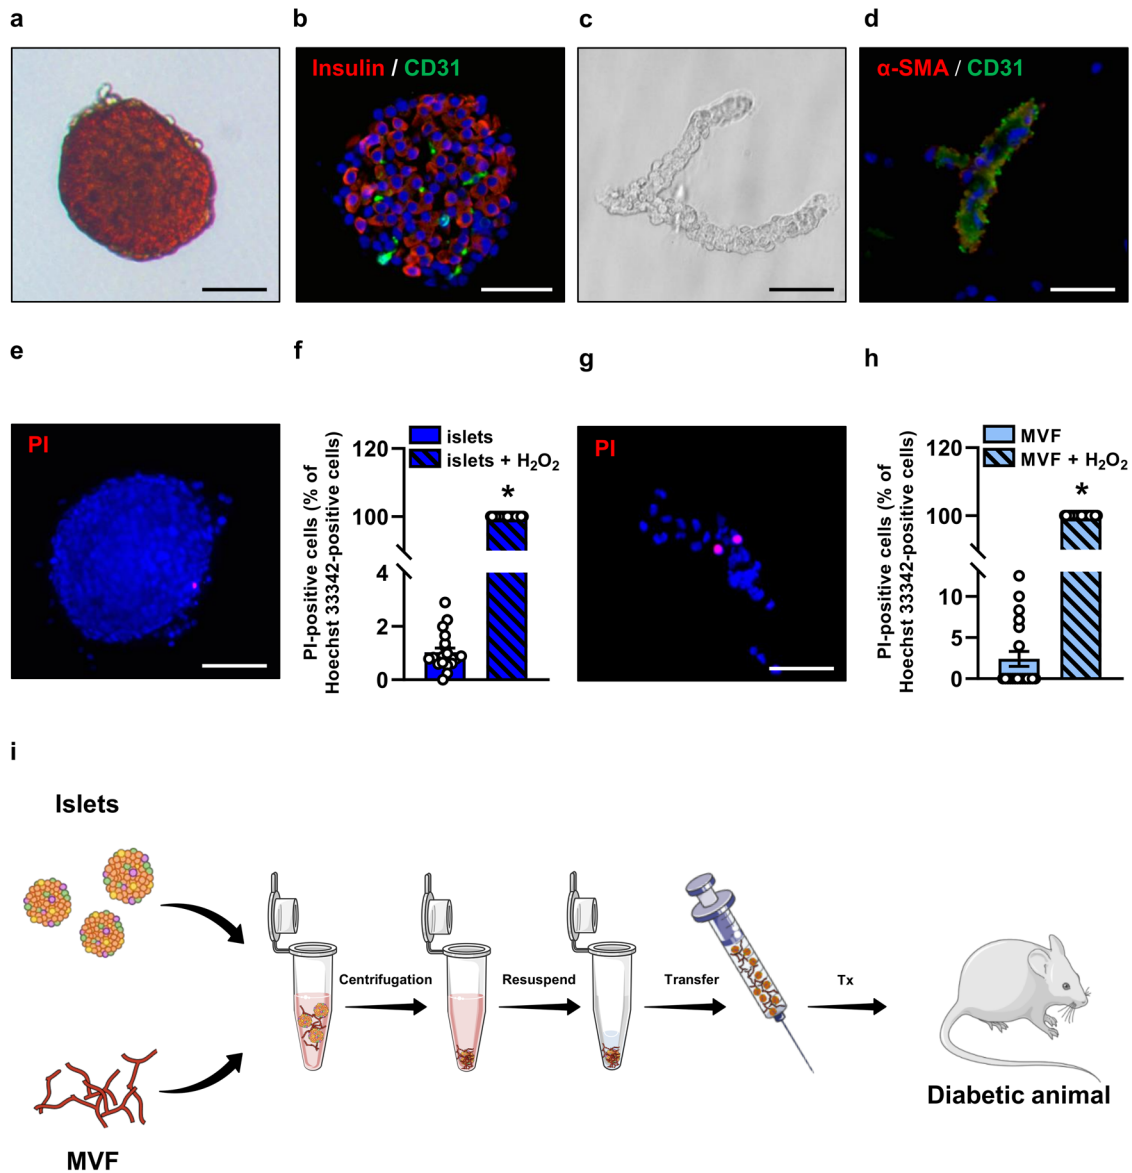 a
b
c
d
Insulin / CD31
α-SMA / CD31
e
f
g
h
PI
PI-positive cells (% of
Hoechst 33342-positive cells)
islets
islets + H₂O₂
120
100
4
2
0
*
PI
PI-positive cells (% of
Hoechst 33342-positive cells)
MVF
MVF + H₂O₂
120
100
10
5
0
*
i
Islets
MVF
Centrifugation
Resuspend
Transfer
Tx
Diabetic animal